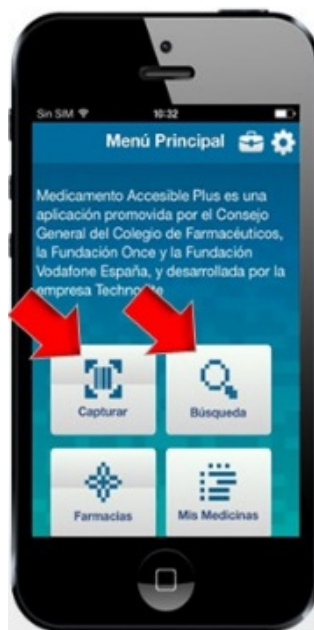 Sin SIM 10:32
Menú Principal
Medicamento Accesible Plus es una
aplicación promovida por el Consejo
General del Colegio de Farmacéuticos,
la Fundación Once y la Fundación
Vodafone España, y desarrollada por la
empresa
Capturar Búsqueda
Farmacias Mis Medicinas